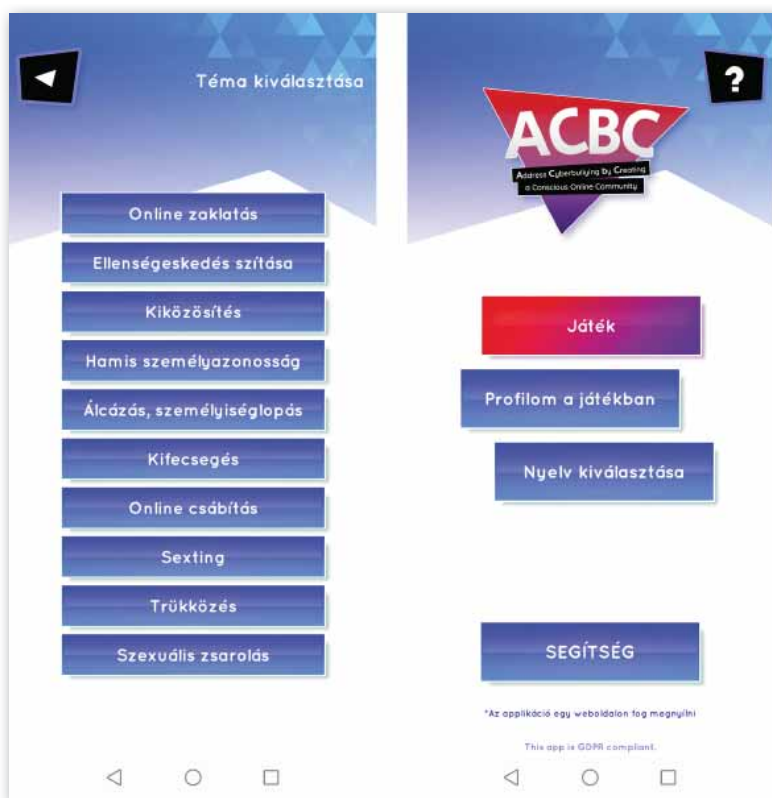 Téma kiválasztása
Online zaklatás
Ellenségeskedés szítása
Kiközösítés
Hamis személyazonosság
Álcázás, személyiséglopás
Kifecsegés
Online csábítás
Sexting
Trükközés
Szexuális zsarolás
?
ACBC
Address Cyberbullying by Creating
a Conscious Online Community
Játék
Profilom a játékban
Nyelv kiválasztása
SEGÍTSÉG
*Az applikáció egy weboldalon fog megnyílni
This app is GDPR compliant.